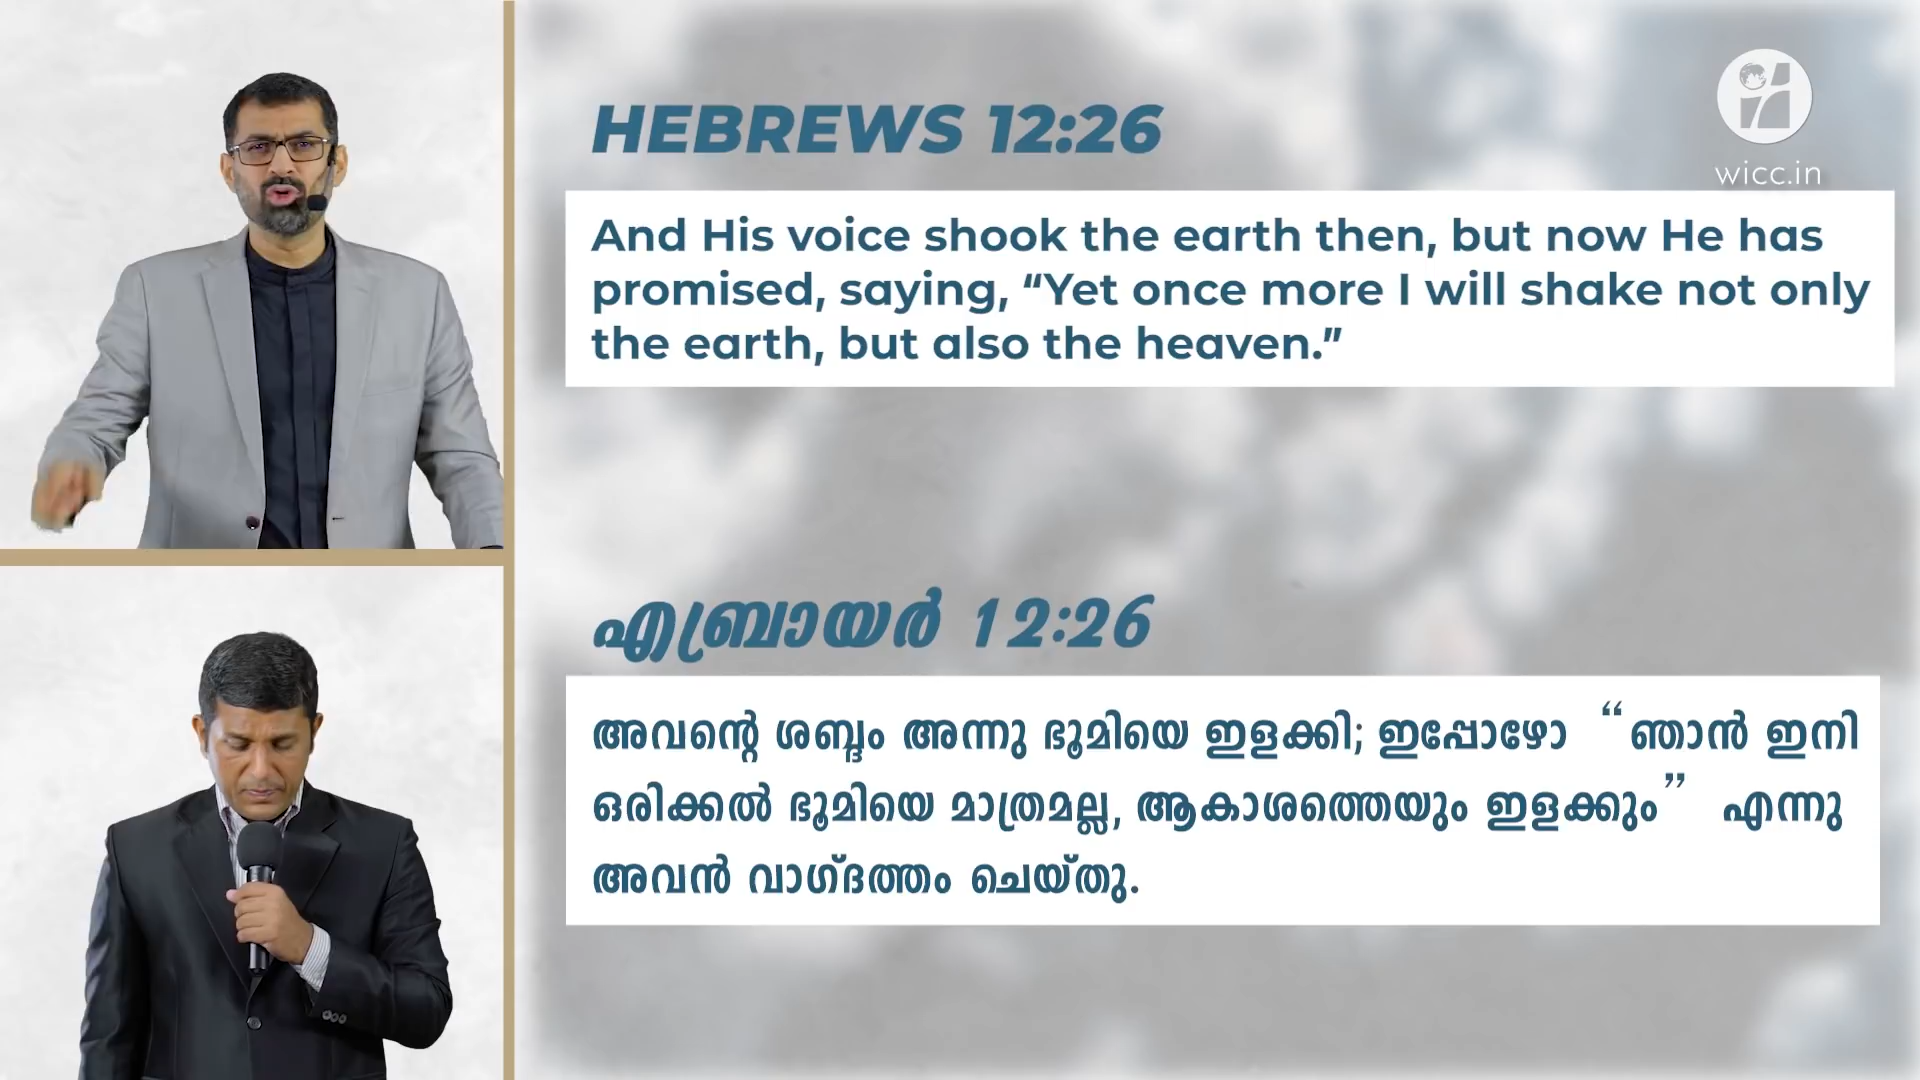 HEBREWS 12:26
wicc.in
And His voice shook the earth then, but now He has
promised, saying, “Yet once more I will shake not only
the earth, but also the heaven.”
എബ്രായർ 12:26
അവന്റെ ശബ്ദം അന്നു ഭൂമിയെ ഇളക്കി; ഇപ്പോഴോ “ഞാൻ ഇനി
ഒരിക്കൽ ഭൂമിയെ മാത്രമല്ല, ആകാശത്തെയും ഇളക്കും” എന്നു
അവൻ വാഗ്ദത്തം ചെയ്തു.